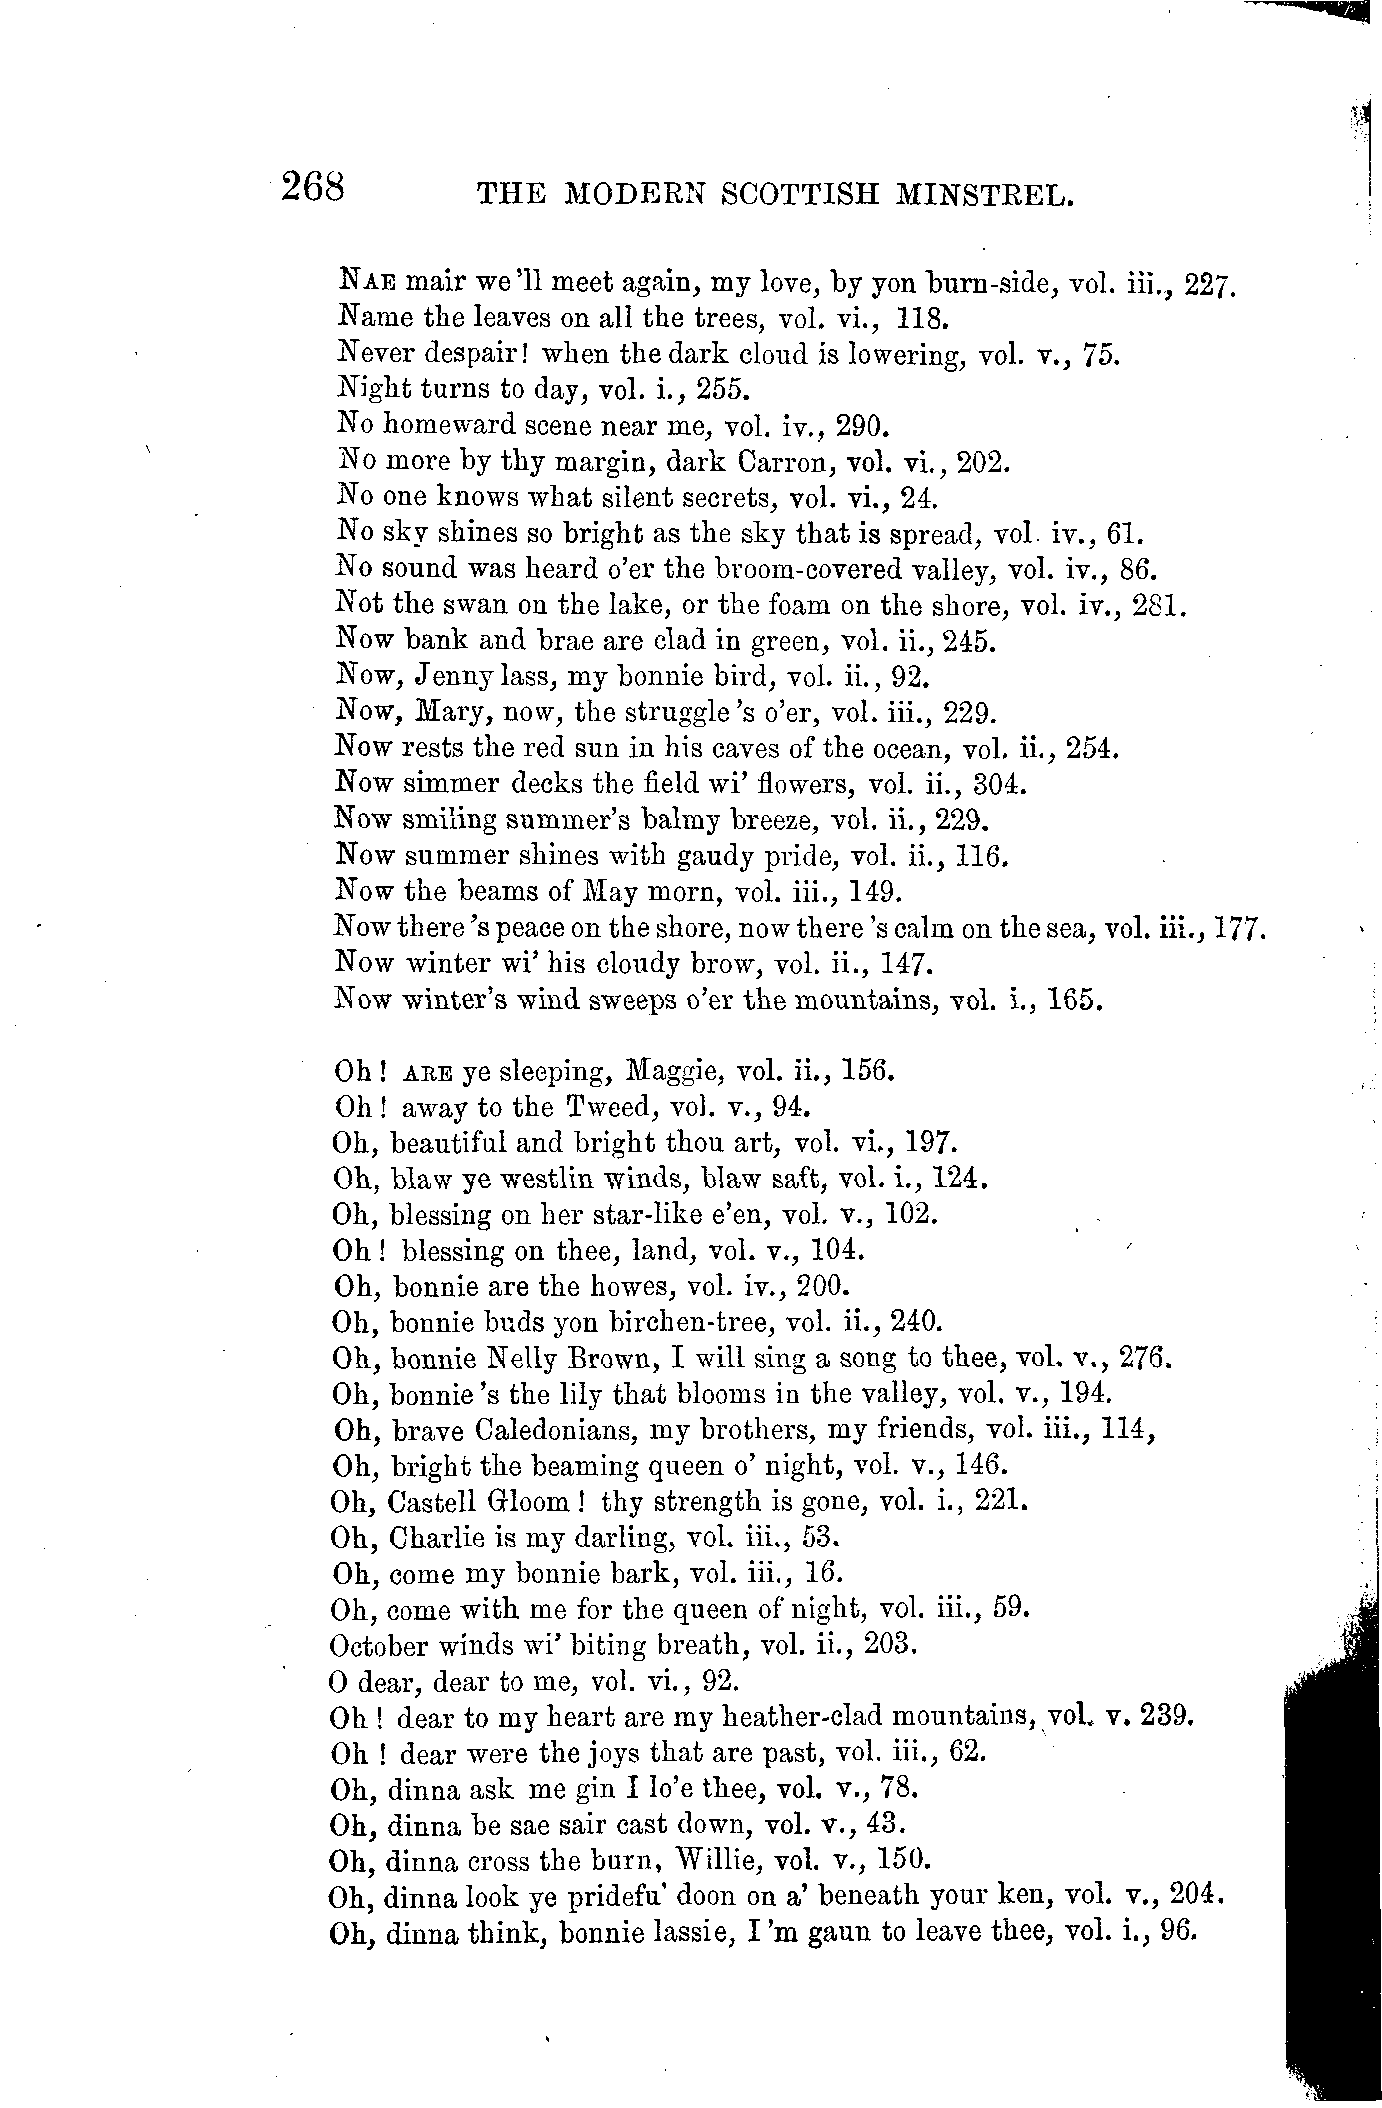 268 THE MODERN SCOTTISH MINSTREL.
NAE mair we 'll meet again, my love, by yon burn-side, vol. iii., 227.
Name the leaves on all the trees, vol. vi., 118.
Never despair! when the dark cloud is lowering, vol. v., 75.
Night turns to day, vol. i., 255.
No homeward scene near me, vol. iv., 290.
No more by thy margin, dark Carron, vol. vi., 202.
No one knows what silent secrets, vol. vi., 24.
No sky shines so bright as the sky that is spread, vol. iv., 61.
No sound was heard o'er the broom-covered valley, vol. iv., 86.
Not the swan on the lake, or the foam on the shore, vol. iv., 281.
Now bank and brae are clad in green, vol. ii., 245.
Now, Jenny lass, my bonnie bird, vol. ii., 92.
Now, Mary, now, the struggle 's o'er, vol. iii., 229.
Now rests the red sun in his caves of the ocean, vol. ii., 254.
Now simmer decks the field wi' flowers, vol. ii., 304.
Now smiling summer's balmy breeze, vol. ii., 229.
Now summer shines with gaudy pride, vol. ii., 116.
Now the beams of May morn, vol. iii., 149.
Now there 's peace on the shore, now there 's calm on the sea, vol. iii., 177.
Now winter wi' his cloudy brow, vol. ii., 147.
Now winter's wind sweeps o'er the mountains, vol. i., 165.
Oh! ARE ye sleeping, Maggie, vol. ii., 156.
Oh! away to the Tweed, vol. v., 94.
Oh, beautiful and bright thou art, vol. vi., 197.
Oh, blaw ye westlin winds, blaw saft, vol. i., 124.
Oh, blessing on her star-like e'en, vol. v., 102.
Oh! blessing on thee, land, vol. v., 104.
Oh, bonnie are the howes, vol. iv., 200.
Oh, bonnie buds yon birchen-tree, vol. ii., 240.
Oh, bonnie Nelly Brown, I will sing a song to thee, vol. v., 276.
Oh, bonnie 's the lily that blooms in the valley, vol. v., 194.
Oh, brave Caledonians, my brothers, my friends, vol. iii., 114,
Oh, bright the beaming queen o' night, vol. v., 146.
Oh, Castell Gloom! thy strength is gone, vol. i., 221.
Oh, Charlie is my darling, vol. iii., 53.
Oh, come my bonnie bark, vol. iii., 16.
Oh, come with me for the queen of night, vol. iii., 59.
October winds wi' biting breath, vol. ii., 203.
O dear, dear to me, vol. vi., 92.
Oh! dear to my heart are my heather-clad mountains, vol. v. 239.
Oh! dear were the joys that are past, vol. iii., 62.
Oh, dinna ask me gin I lo'e thee, vol. v., 78.
Oh, dinna be sae sair cast down, vol. v., 43.
Oh, dinna cross the burn, Willie, vol. v., 150.
Oh, dinna look ye pridefu' doon on a' beneath your ken, vol. v., 204.
Oh, dinna think, bonnie lassie, I 'm gaun to leave thee, vol. i., 96.